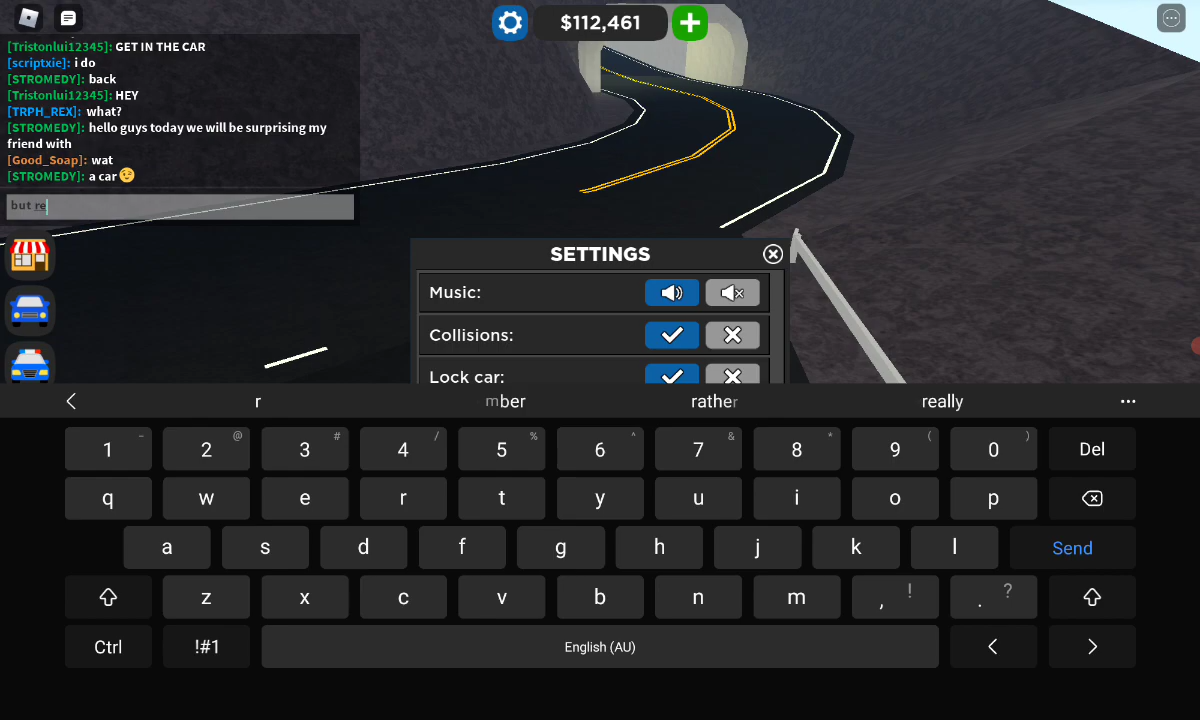 $112,461
[Tristonlui12345]: GET IN THE CAR
[scriptxie]: i do
[STROMEDY]: back
[Tristonlui12345]: HEY
[TRPH_REX]: what?
[STROMEDY]: hello guys today we will be surprising my
friend with
[Good_Soap]: wat
[STROMEDY]: a car😉
but re
SETTINGS
Music:
Collisions:
Lock car:
r mber rather really
1 2 3 4 5 6 7 8 9 0 Del
– @ # / % ^ & * ( )
q w e r t y u i o p
a s d f g h j k l Send
z x c v b n m , ! . ?
Ctrl !#1 English (AU) < >